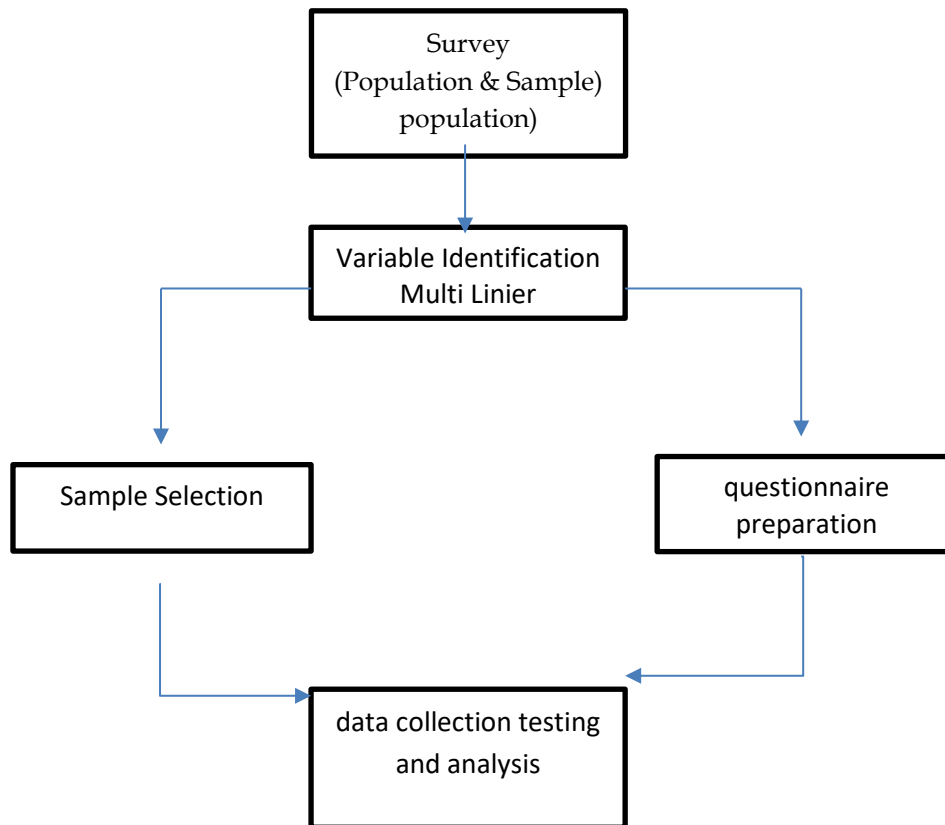 Survey
(Population & Sample)
population)
Variable Identification
Multi Linier
Sample Selection
questionnaire
preparation
data collection testing
and analysis